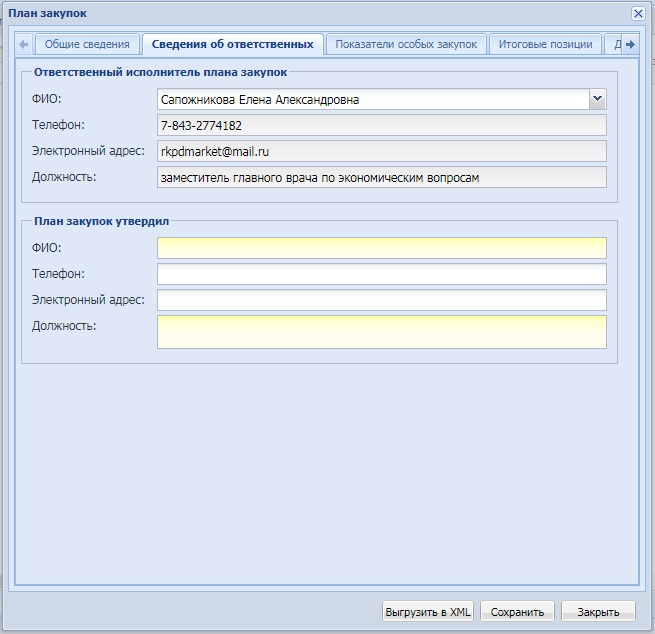 План закупок
Общие сведения
Сведения об ответственных
Показатели особых закупок
Итоговые позиции
Ответственный исполнитель плана закупок
ФИО: Сапожникова Елена Александровна
Телефон: 7-843-2774182
Электронный адрес: rkpdmarket@mail.ru
Должность: заместитель главного врача по экономическим вопросам
План закупок утвердил
ФИО:
Телефон:
Электронный адрес:
Должность:
Выгрузить в XML
Сохранить
Закрыть